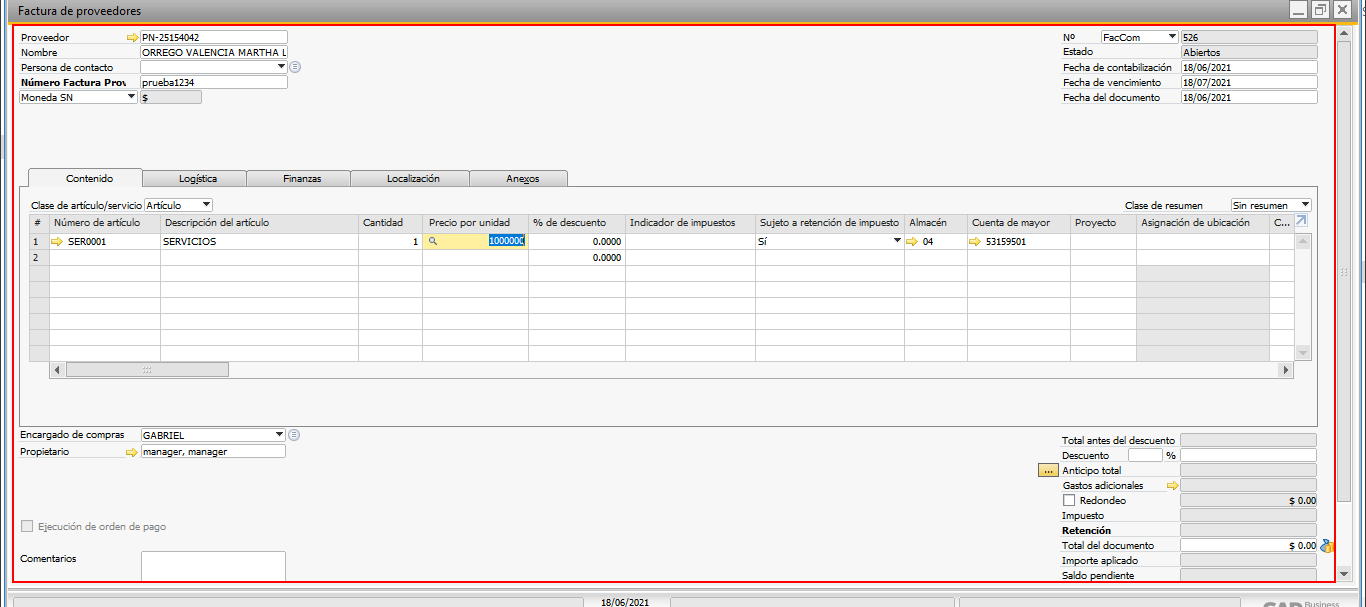 Factura de proveedores
Proveedor PN-25154042
Nombre ORREGO VALENCIA MARTHA L
Persona de contacto
Número Factura Prov prueba1234
Moneda SN $
Nº FacCom 526
Estado Abiertos
Fecha de contabilización 18/06/2021
Fecha de vencimiento 18/07/2021
Fecha del documento 18/06/2021
Contenido Logística Finanzas Localización Anexos
Clase de artículo/servicio Artículo Clase de resumen Sin resumen
# Número de artículo Descripción del artículo Cantidad Precio por unidad % de descuento Indicador de impuestos Sujeto a retención de impuesto Almacén Cuenta de mayor Proyecto Asignación de ubicación C...
1 SER0001 SERVICIOS 1 1000000 0.0000 Sí 04 53159501
2 0.0000
Encargado de compras GABRIEL
Propietario manager, manager
Total antes del descuento
Descuento %
... Anticipo total
Gastos adicionales
Redondeo $ 0.00
Impuesto
Retención
Total del documento $ 0.00
Importe aplicado
Saldo pendiente
Ejecución de orden de pago
Comentarios
18/06/2021
SAP Business